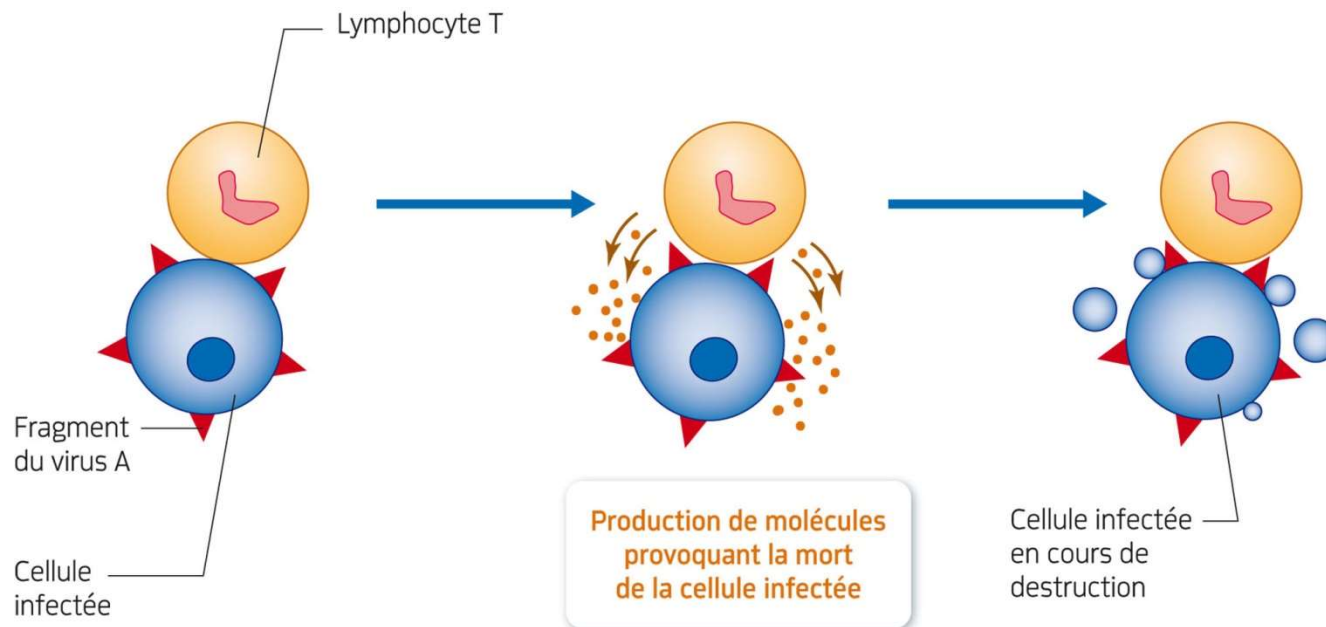 Lymphocyte T
Fragment
du virus A
Cellule
infectée
Production de molécules
provoquant la mort
de la cellule infectée
Cellule infectée
en cours de
destruction